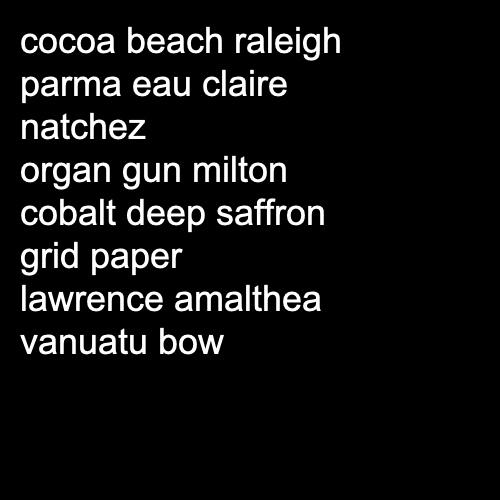 cocoa beach raleigh
parma eau claire
natchez
organ gun milton
cobalt deep saffron
grid paper
lawrence amalthea
vanuatu bow